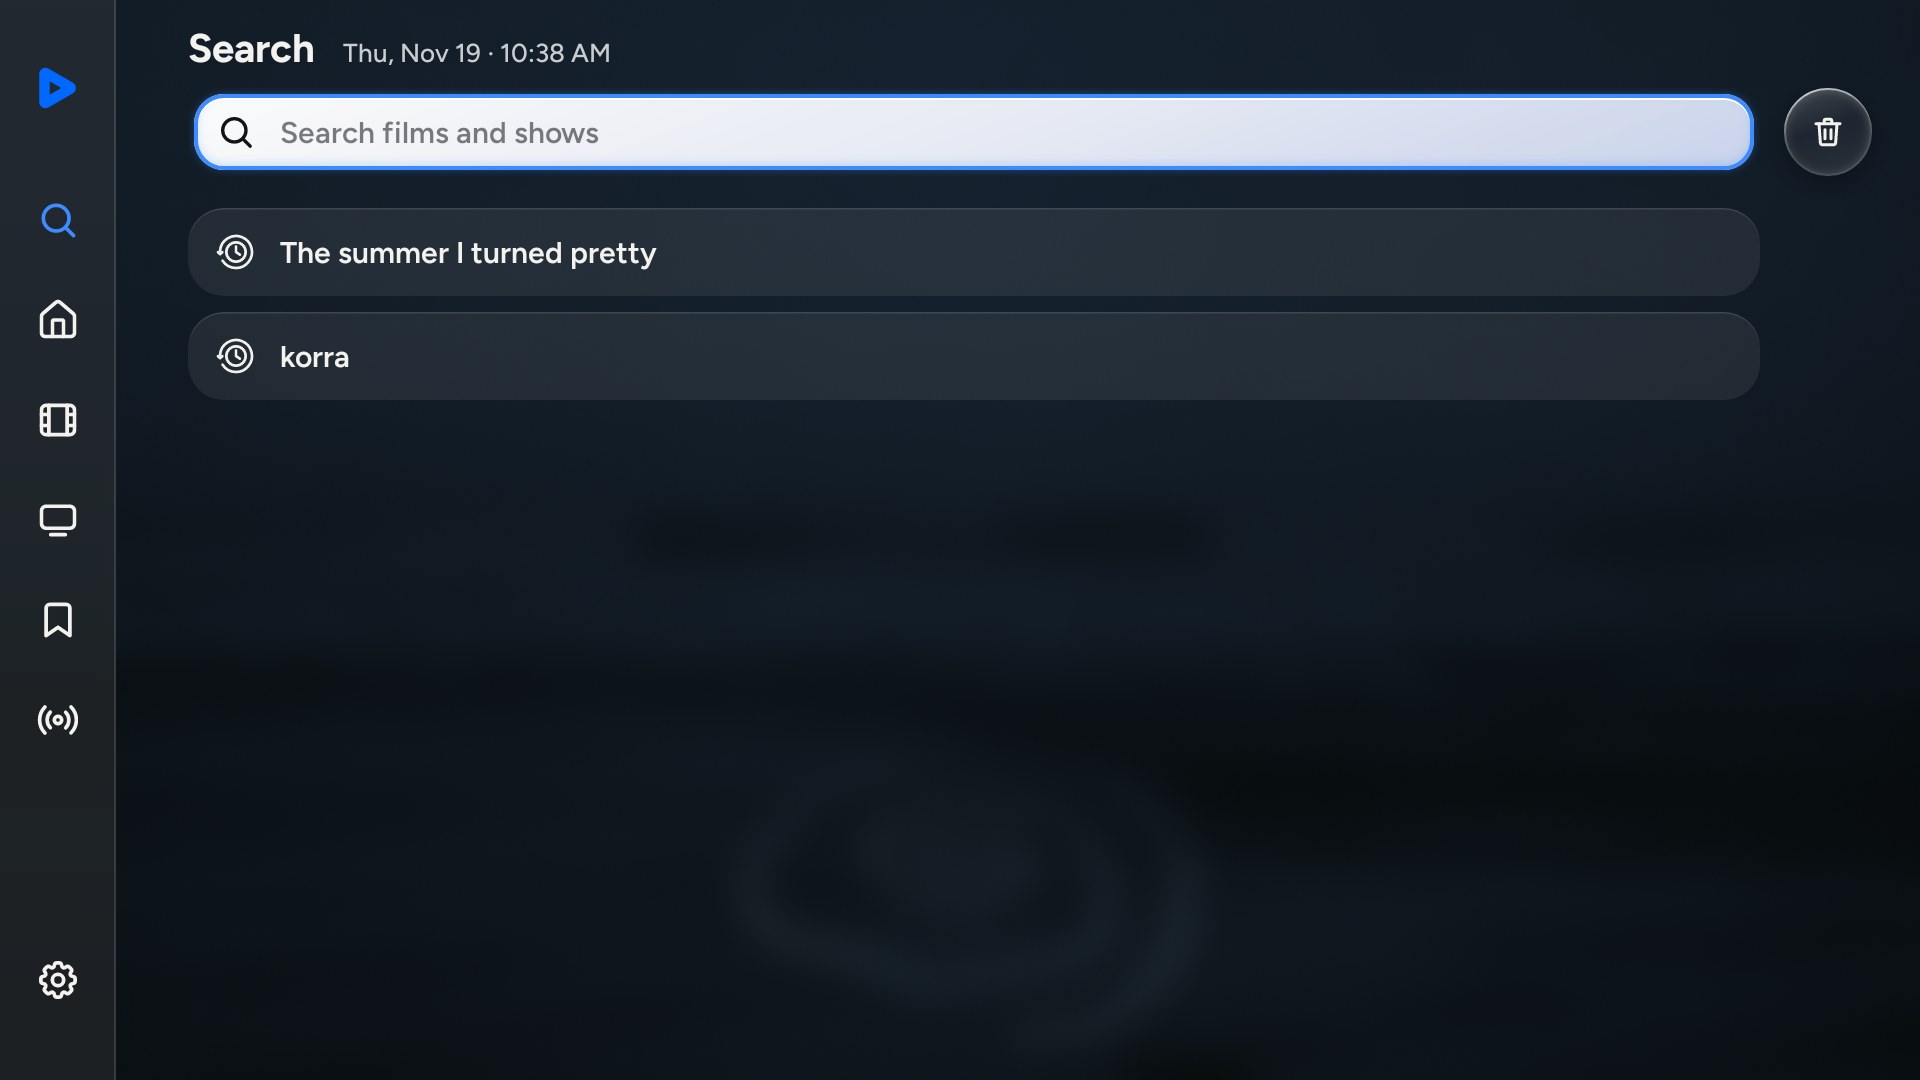 Search
Thu, Nov 19 · 10:38 AM
Search films and shows
The summer I turned pretty
korra